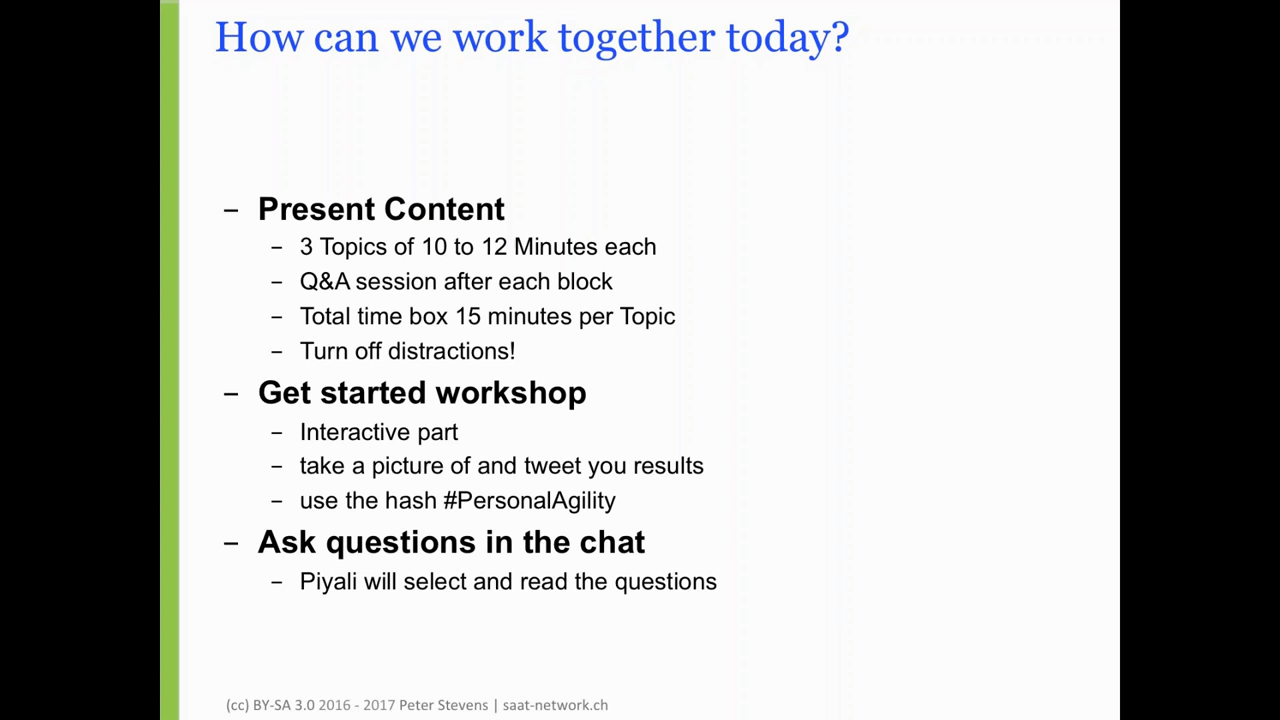 How can we work together today?
– Present Content
– 3 Topics of 10 to 12 Minutes each
– Q&A session after each block
– Total time box 15 minutes per Topic
– Turn off distractions!
– Get started workshop
– Interactive part
– take a picture of and tweet you results
– use the hash #PersonalAgility
– Ask questions in the chat
– Piyali will select and read the questions
(cc) BY-SA 3.0 2016 - 2017 Peter Stevens | saat-network.ch